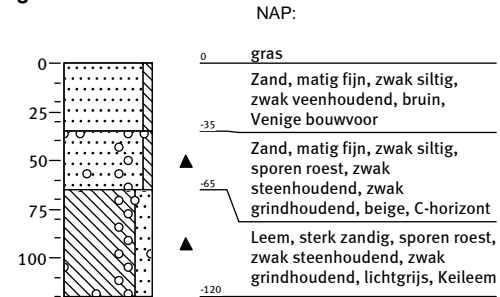 NAP:
0
25
50
75
100
0
gras
Zand, matig fijn, zwak siltig,
zwak veenhoudend, bruin,
Venige bouwvoor
-35
Zand, matig fijn, zwak siltig,
sporen roest, zwak
steenhoudend, zwak
grindhoudend, beige, C-horizont
-65
Leem, sterk zandig, sporen roest,
zwak steenhoudend, zwak
grindhoudend, lichtgrijs, Keileem
-120